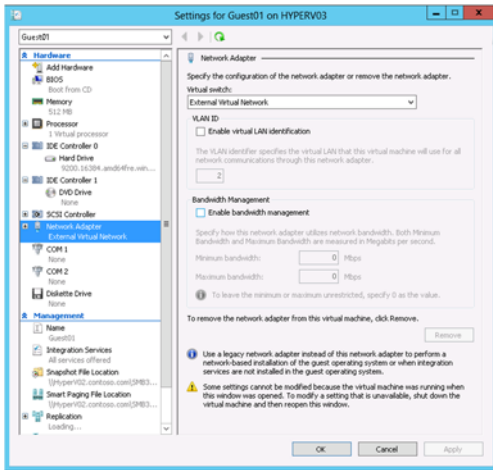 Settings for Guest01 on HYPERV03
Guest01
Hardware
Add Hardware
BIOS
Boot from CD
Memory
512 MB
Processor
1 Virtual processor
IDE Controller 0
Hard Drive
9200.16384.amd64fre.win...
IDE Controller 1
DVD Drive
None
SCSI Controller
Network Adapter
External Virtual Network
COM 1
None
COM 2
None
Diskette Drive
None
Management
Name
Guest01
Integration Services
All services offered
Snapshot File Location
\\HyperV02.contoso.com\SMB3...
Smart Paging File Location
\\HyperV02.contoso.com\SMB3...
Replication
Loading...
Network Adapter
Specify the configuration of the network adapter or remove the network adapter.
Virtual switch:
External Virtual Network
VLAN ID
Enable virtual LAN identification
The VLAN identifier specifies the virtual LAN that this virtual machine will use for all
network communications through this network adapter.
2
Bandwidth Management
Enable bandwidth management
Specify how this network adapter utilizes network bandwidth. Both Minimum
Bandwidth and Maximum Bandwidth are measured in Megabits per second.
Minimum bandwidth: 0 Mbps
Maximum bandwidth: 0 Mbps
To leave the minimum or maximum unrestricted, specify 0 as the value.
To remove the network adapter from this virtual machine, click Remove.
Remove
Use a legacy network adapter instead of this network adapter to perform a
network-based installation of the guest operating system or when integration
services are not installed in the guest operating system.
Some settings cannot be modified because the virtual machine was running when
this window was opened. To modify a setting that is unavailable, shut down the
virtual machine and then reopen this window.
OK
Cancel
Apply